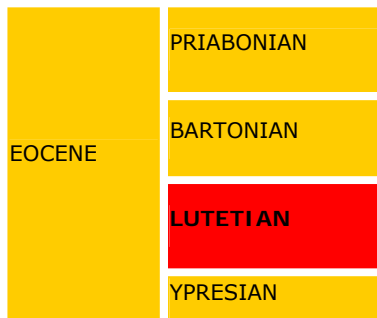 PRIABONIAN
BARTONIAN
EOCENE
LUTETIAN
YPRESIAN